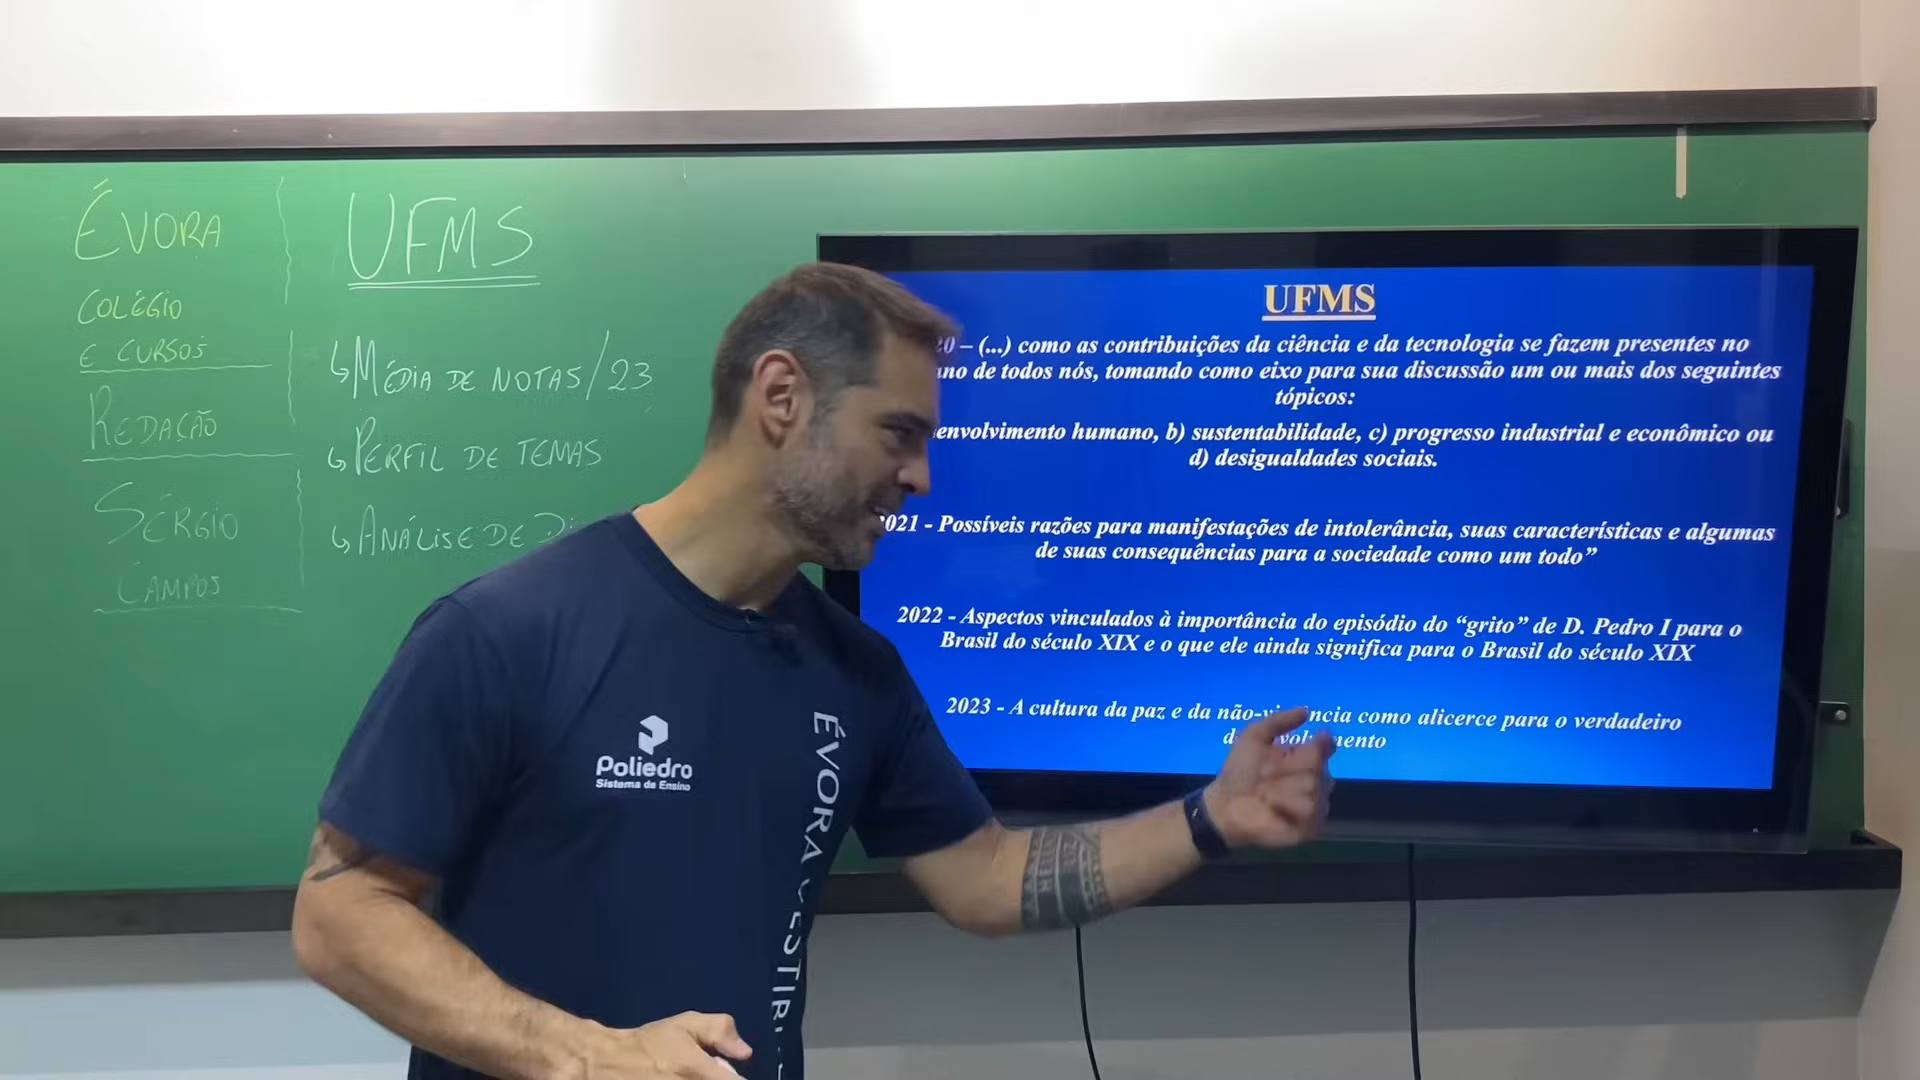 ÉVORA
COLÉGIO
E CURSOS
REDAÇÃO
SÉRGIO
CAMPOS
UFMS
↳ MÉDIA DE NOTAS/23
↳ PERFIL DE TEMAS
↳ ANÁLISE DE
UFMS
– (...) como as contribuições da ciência e da tecnologia se fazem presentes no
de todos nós, tomando como eixo para sua discussão um ou mais dos seguintes
tópicos:
humano, b) sustentabilidade, c) progresso industrial e econômico ou
d) desigualdades sociais.
2021 - Possíveis razões para manifestações de intolerância, suas características e algumas
de suas consequências para a sociedade como um todo”
2022 - Aspectos vinculados à importância do episódio do “grito” de D. Pedro I para o
Brasil do século XIX e o que ele ainda significa para o Brasil do século XIX
2023 - A cultura da paz e da não-violência como alicerce para o verdadeiro
desenvolvimento
Poliedro
Sistema de Ensino
ÉVORA